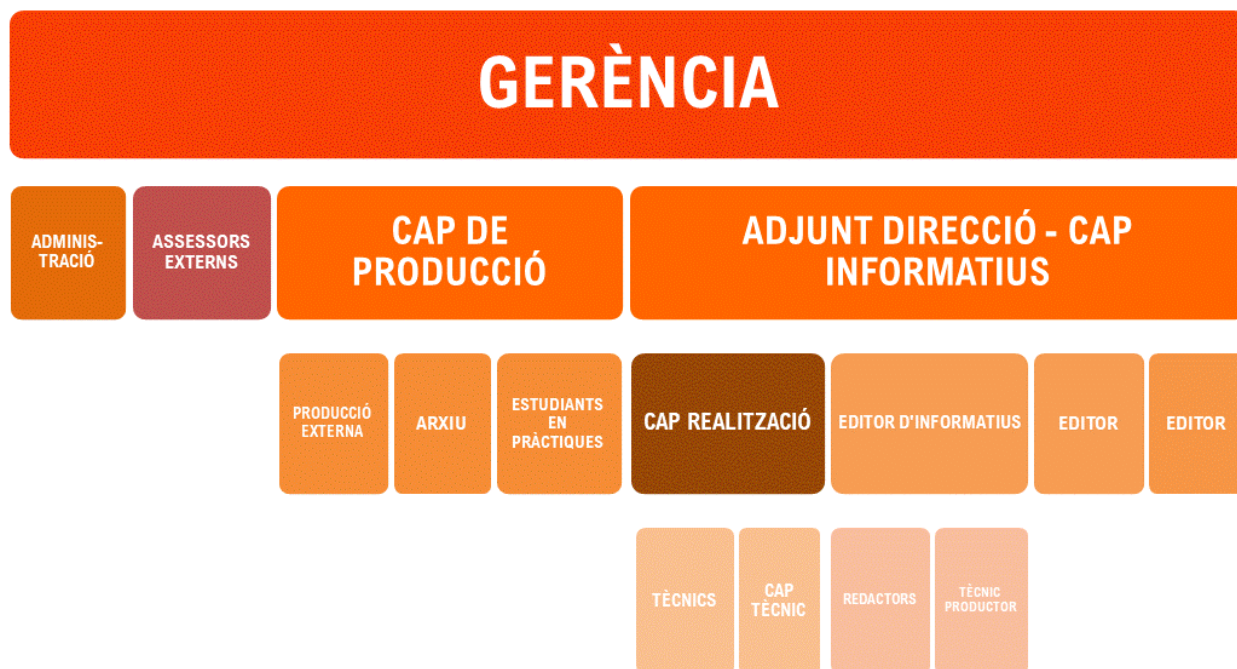 GERÈNCIA
ADMINIS-
TRACIÓ
ASSESSORS
EXTERNS
CAP DE
PRODUCCIÓ
ADJUNT DIRECCIÓ - CAP
INFORMATIUS
PRODUCCIÓ
EXTERNA
ARXIU
ESTUDIANTS
EN
PRÀCTIQUES
CAP REALITZACIÓ
EDITOR D'INFORMATIUS
EDITOR
EDITOR
TÈCNICS
CAP
TÈCNIC
REDACTORS
TÈCNIC
PRODUCTOR